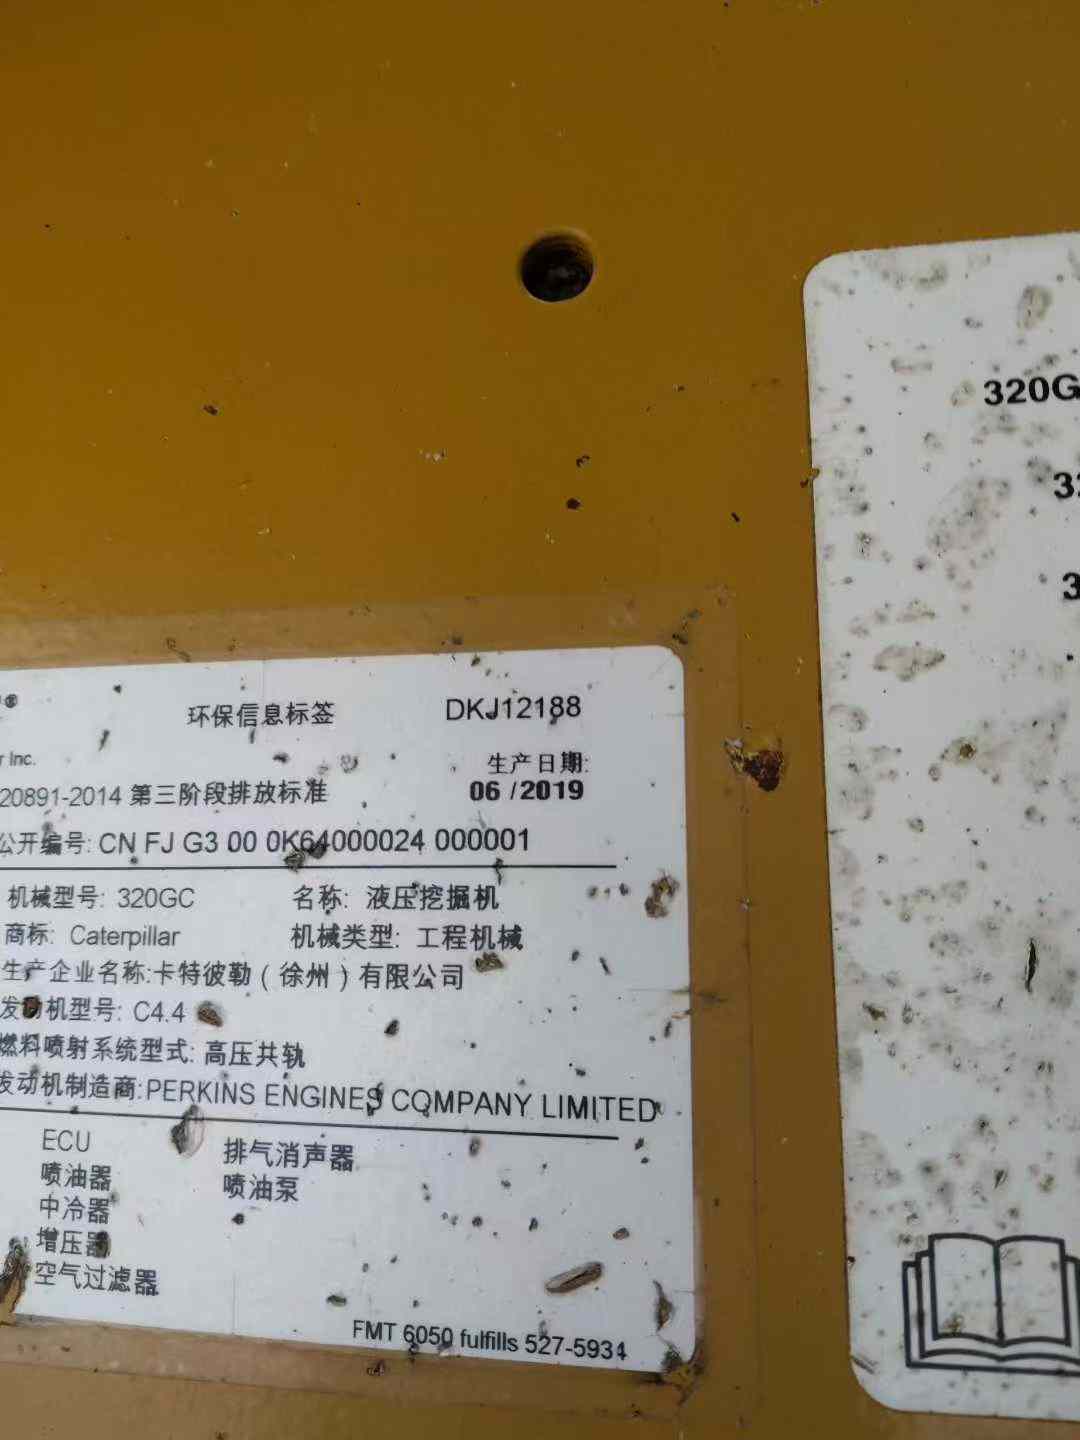 ®
环保信息标签 DKJ12188
Inc.
生产日期:
20891-2014 第三阶段排放标准 06 /2019
公开编号: CN FJ G3 00 0K64000024 000001
机械型号: 320GC 名称: 液压挖掘机
商标: Caterpillar 机械类型: 工程机械
生产企业名称:卡特彼勒（徐州）有限公司
发动机型号: C4.4
燃料喷射系统型式: 高压共轨
发动机制造商:PERKINS ENGINES COMPANY LIMITED
ECU 排气消声器
喷油器 喷油泵
中冷器
增压器
空气过滤器
FMT 6050 fulfills 527-5934
320G
32
3